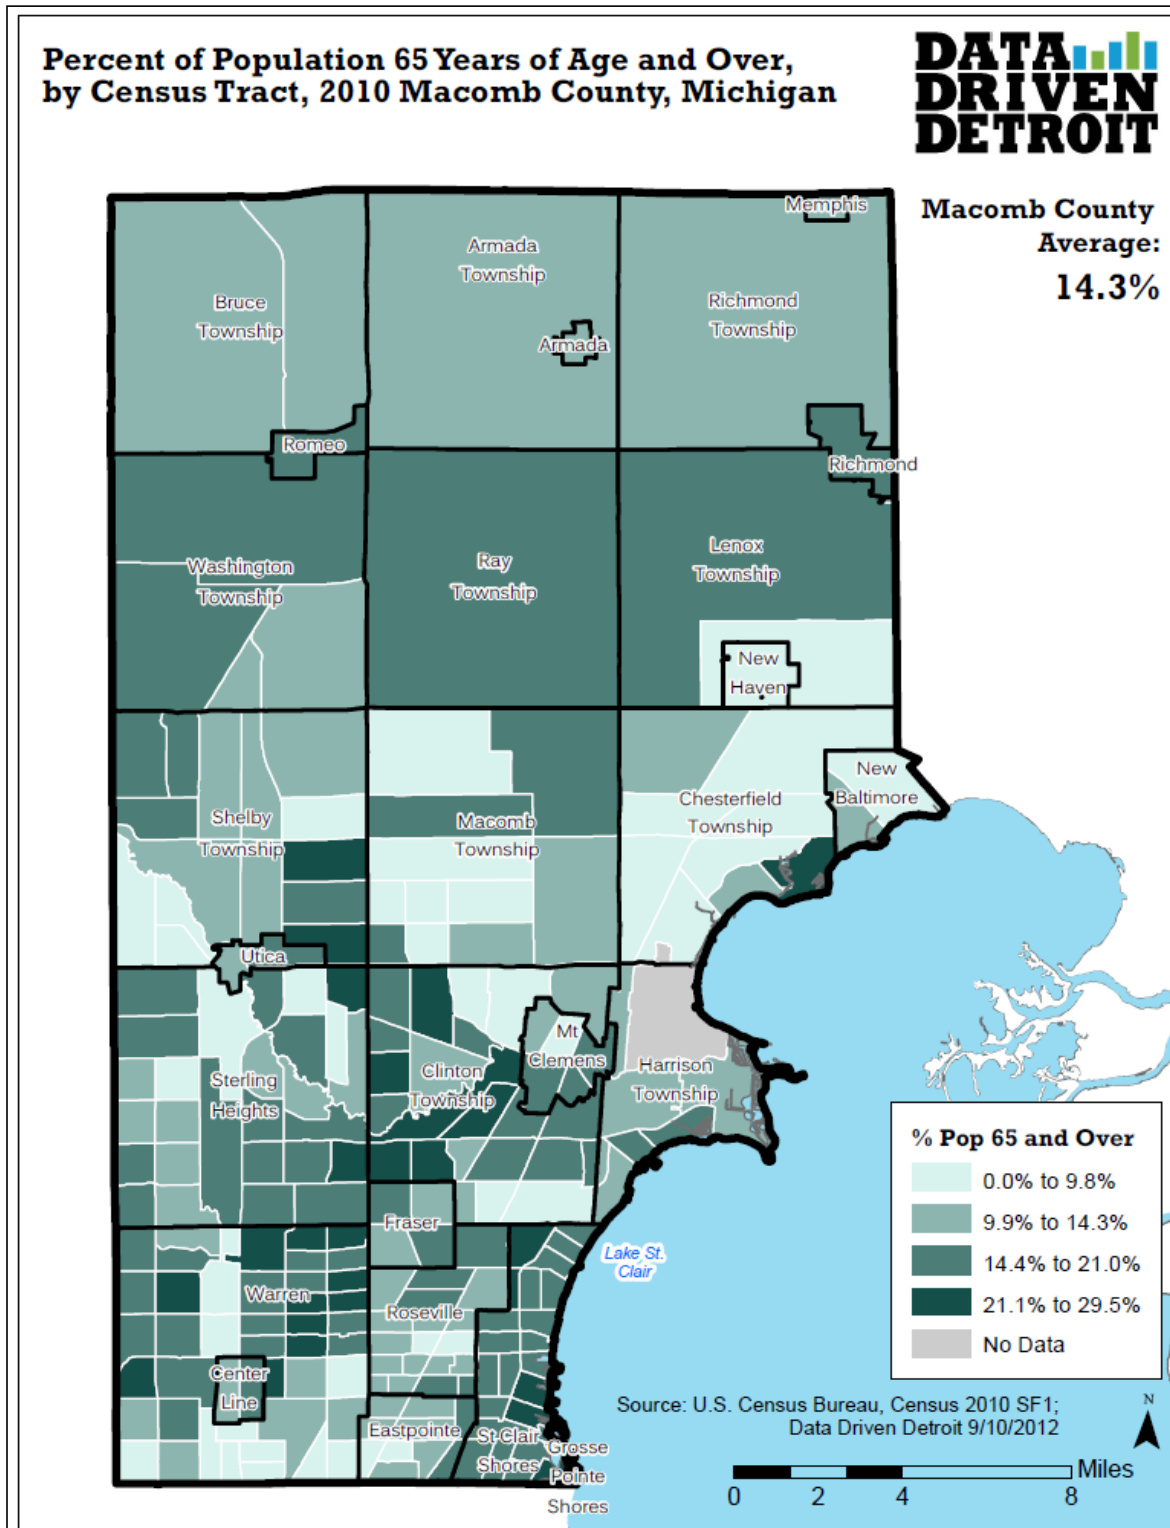 Percent of Population 65 Years of Age and Over,
by Census Tract, 2010 Macomb County, Michigan
DATA
DRIVEN
DETROIT
Macomb County
Average:
14.3%
Memphis
Armada
Township
Bruce
Township
Richmond
Township
Armada
Romeo
Richmond
Washington
Township
Ray
Township
Lenox
Township
New
Haven
New
Baltimore
Shelby
Township
Macomb
Township
Chesterfield
Township
Utica
Mt
Clemens
Sterling
Heights
Clinton
Township
Harrison
Township
Fraser
Lake St.
Clair
Warren
Roseville
Center
Line
Eastpointe
St Clair
Shores
Grosse
Pointe
Shores
% Pop 65 and Over
0.0% to 9.8%
9.9% to 14.3%
14.4% to 21.0%
21.1% to 29.5%
No Data
Source: U.S. Census Bureau, Census 2010 SF1;
Data Driven Detroit 9/10/2012
N
Miles
0 2 4 8